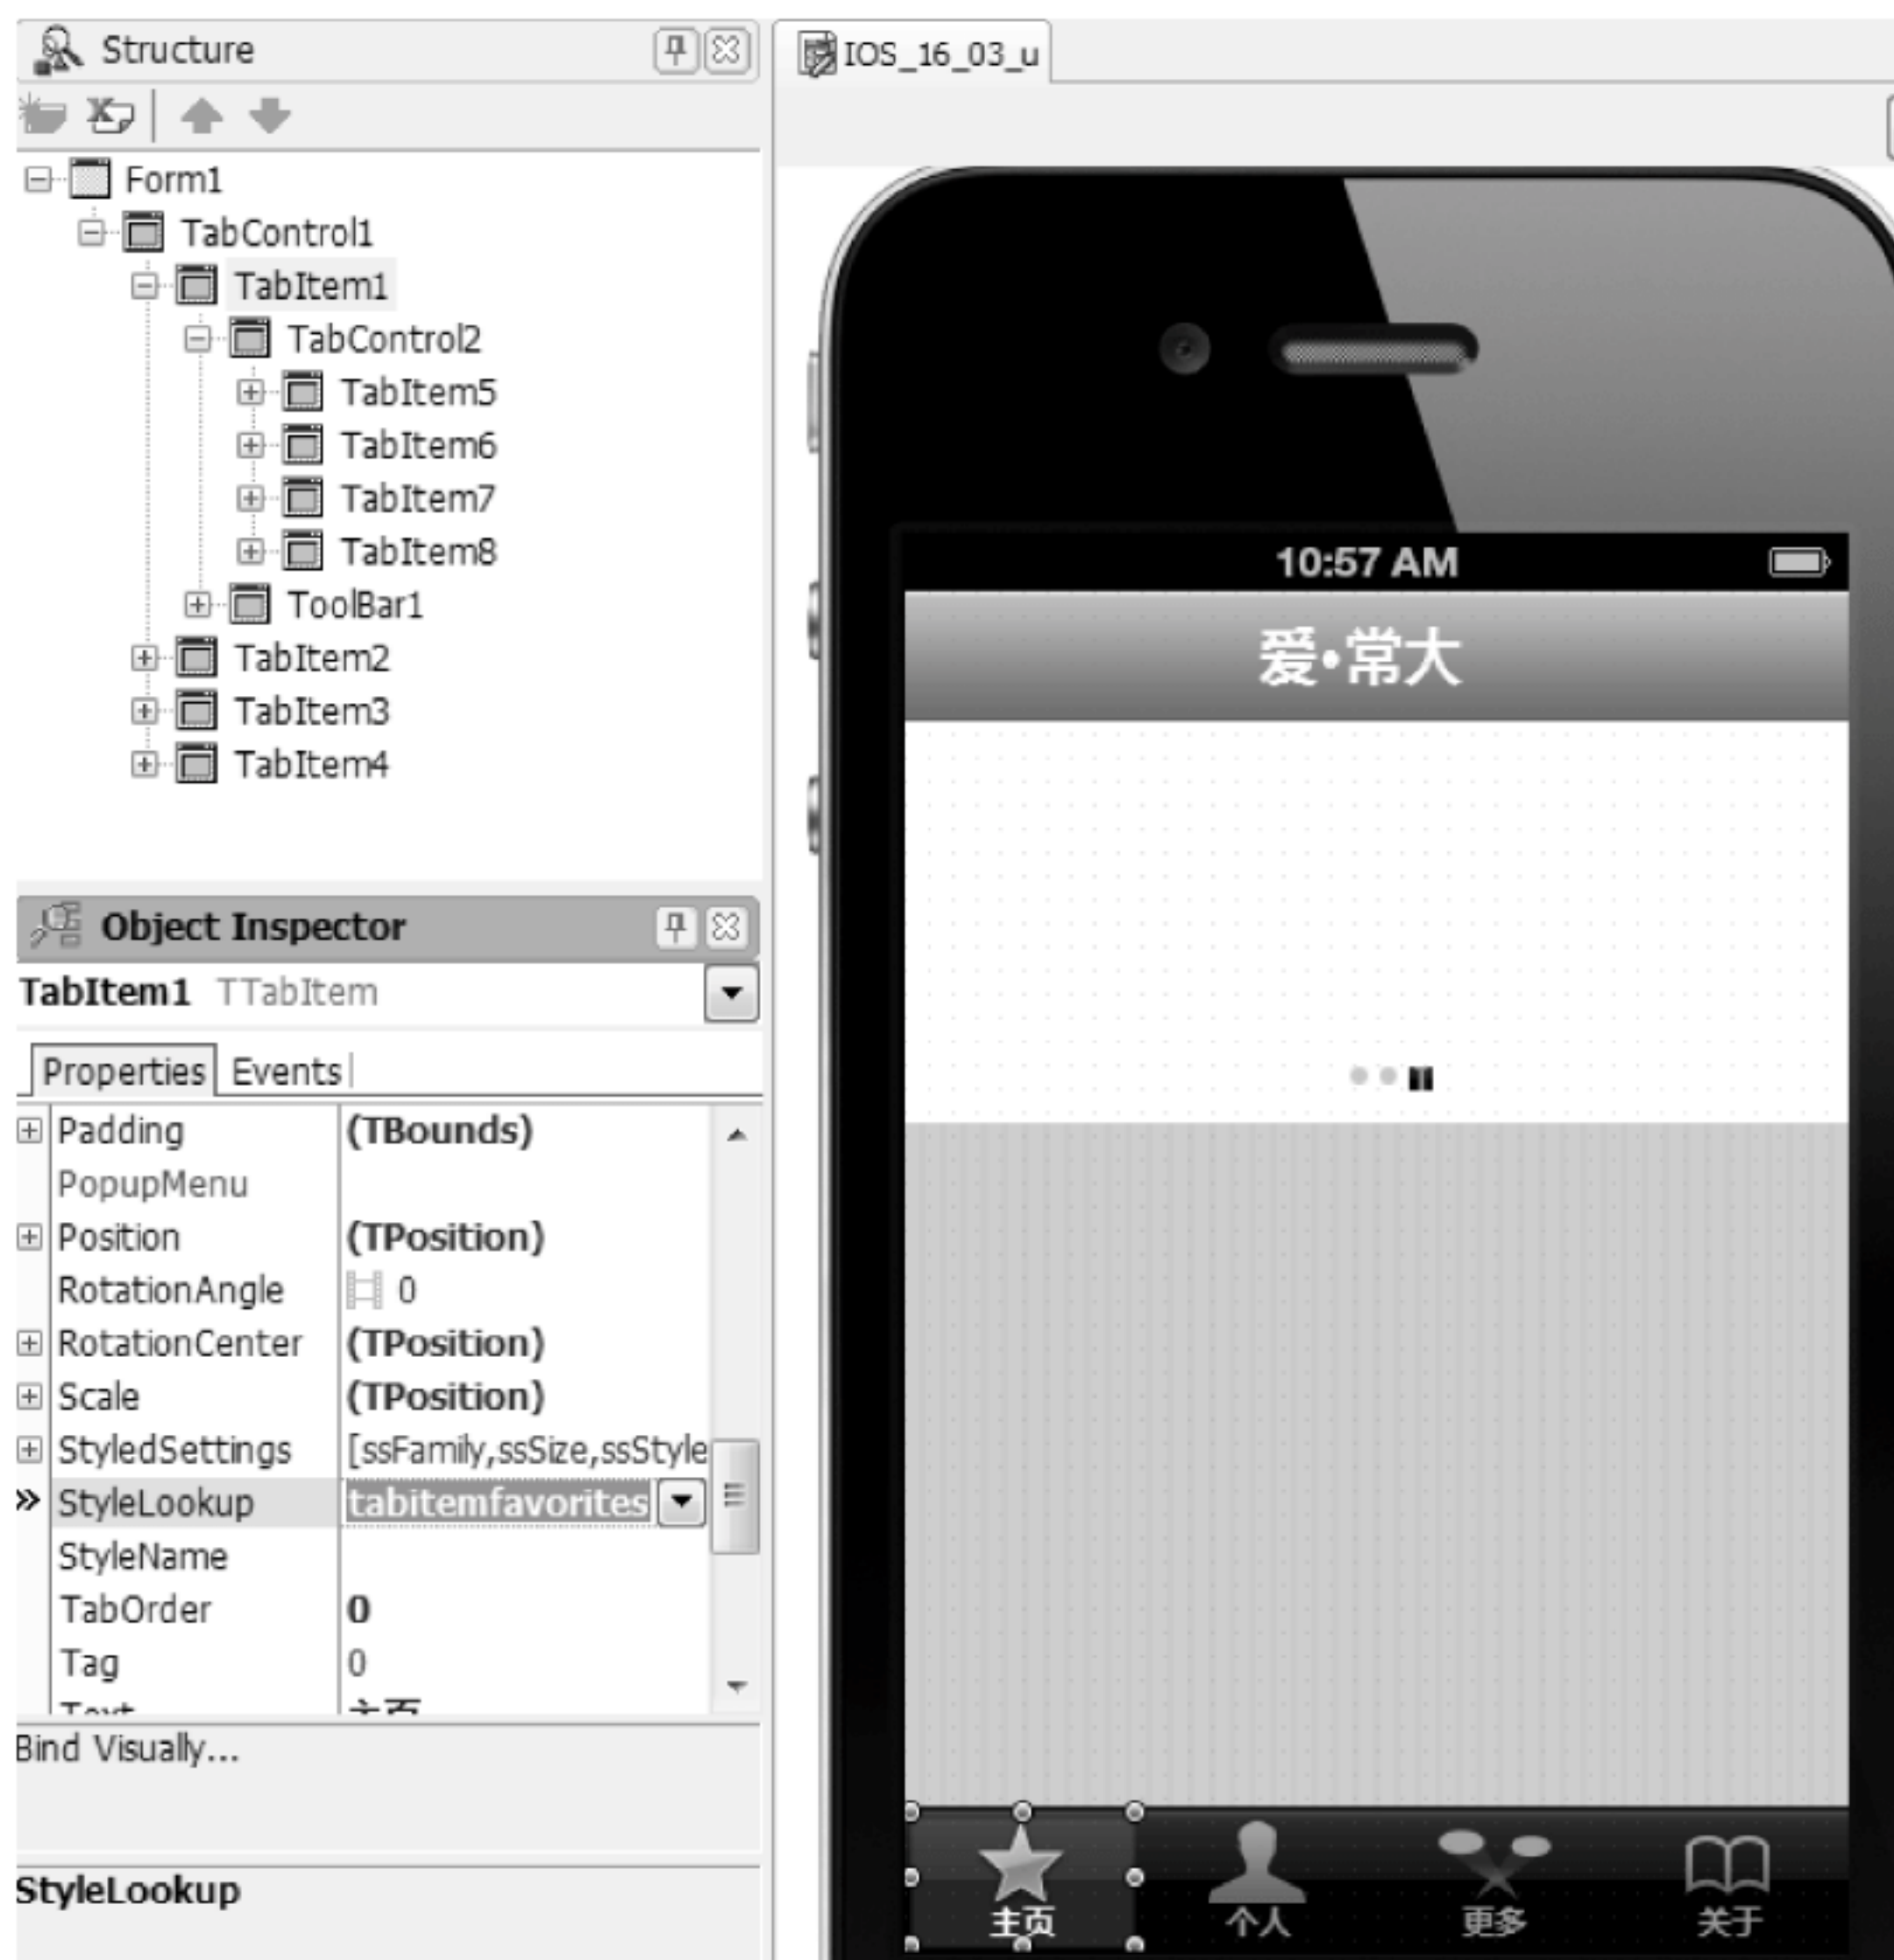 Structure
Form1
TabControl1
TabItem1
TabControl2
TabItem5
TabItem6
TabItem7
TabItem8
ToolBar1
TabItem2
TabItem3
TabItem4
Object Inspector
TabItem1 TTabItem
Properties Events
Padding (TBounds)
PopupMenu
Position (TPosition)
RotationAngle 0
RotationCenter (TPosition)
Scale (TPosition)
StyledSettings [ssFamily,ssSize,ssStyle
StyleLookup tabitemfavorites
StyleName
TabOrder 0
Tag 0
Text 主页
Bind Visually...
StyleLookup
IOS_16_03_u
10:57 AM
爱•常大
主页 个人 更多 关于